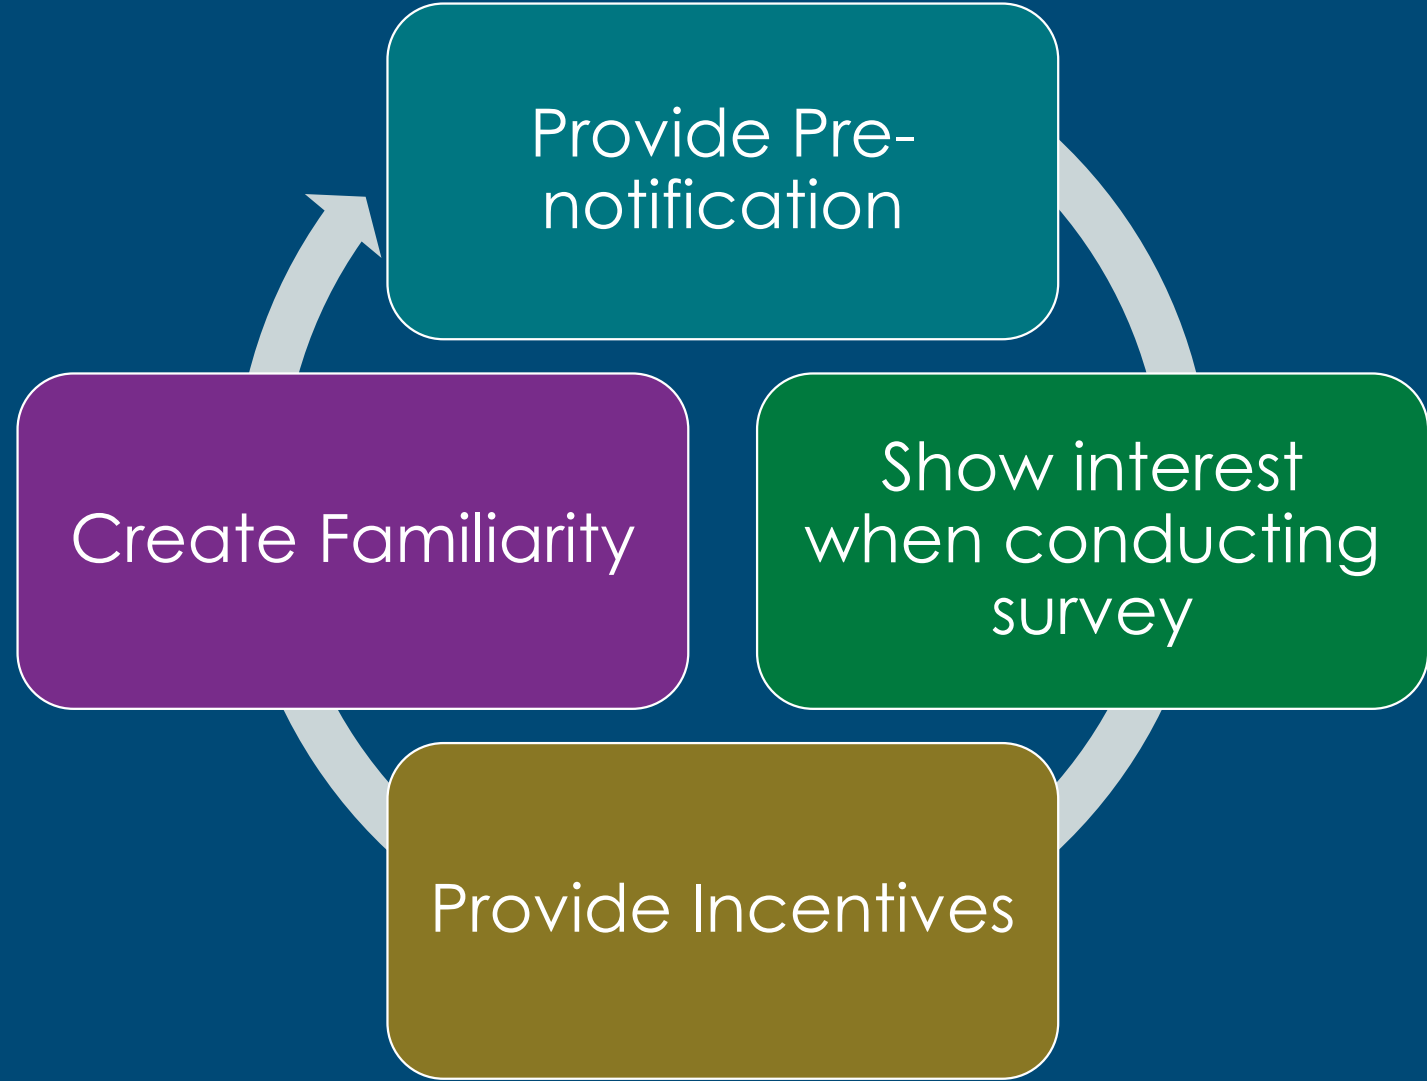 Provide Pre-
notification
Show interest
when conducting
survey
Provide Incentives
Create Familiarity